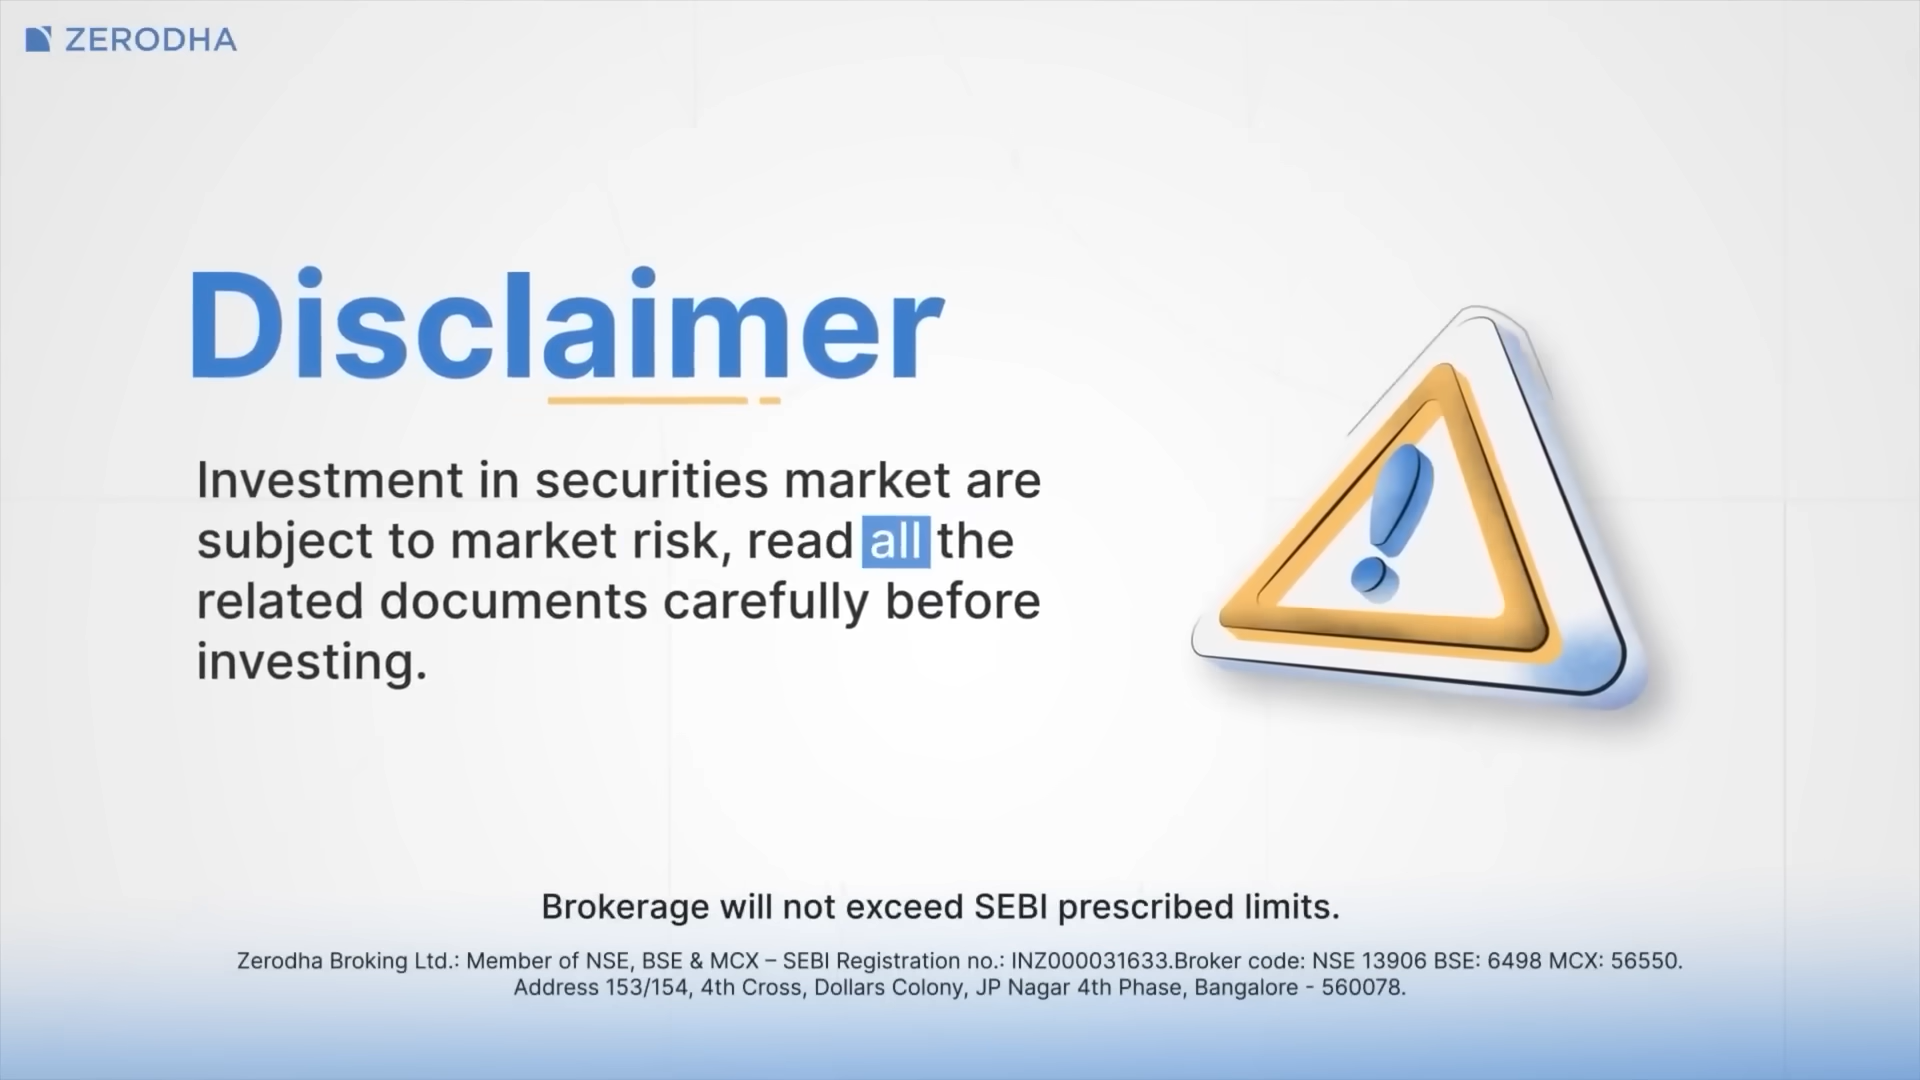 ZERODHA
Disclaimer
Investment in securities market are
subject to market risk, read all the
related documents carefully before
investing.
Brokerage will not exceed SEBI prescribed limits.
Zerodha Broking Ltd.: Member of NSE, BSE & MCX – SEBI Registration no.: INZ000031633.Broker code: NSE 13906 BSE: 6498 MCX: 56550.
Address 153/154, 4th Cross, Dollars Colony, JP Nagar 4th Phase, Bangalore - 560078.